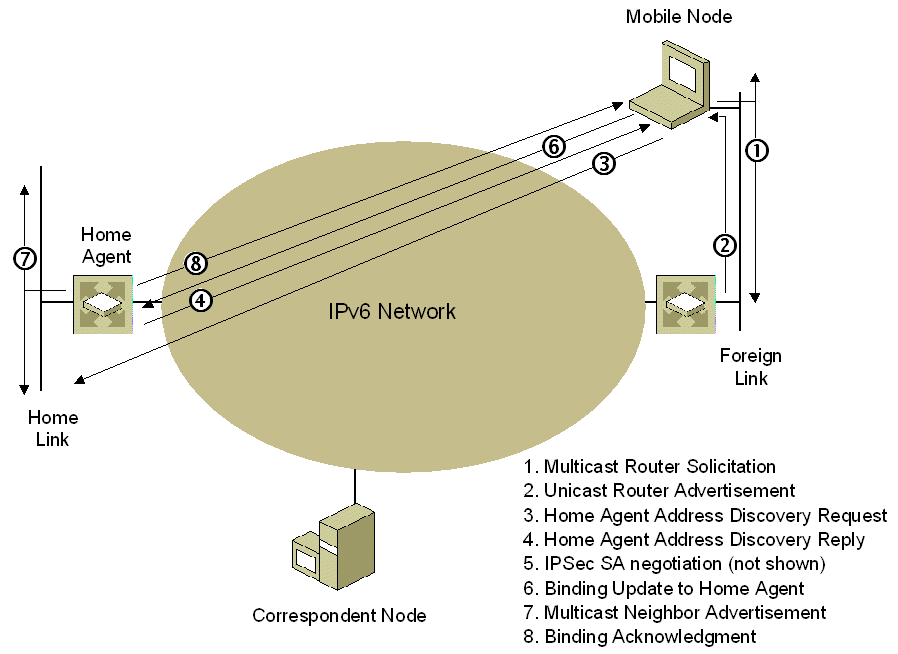 Mobile Node
6
1
3
Home
Agent
7
2
8
4
IPv6 Network
Foreign
Link
Home
Link
1. Multicast Router Solicitation
2. Unicast Router Advertisement
3. Home Agent Address Discovery Request
4. Home Agent Address Discovery Reply
5. IPSec SA negotiation (not shown)
6. Binding Update to Home Agent
7. Multicast Neighbor Advertisement
8. Binding Acknowledgment
Correspondent Node